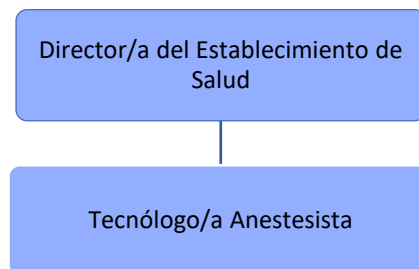 Director/a del Establecimiento de
Salud
Tecnólogo/a Anestesista